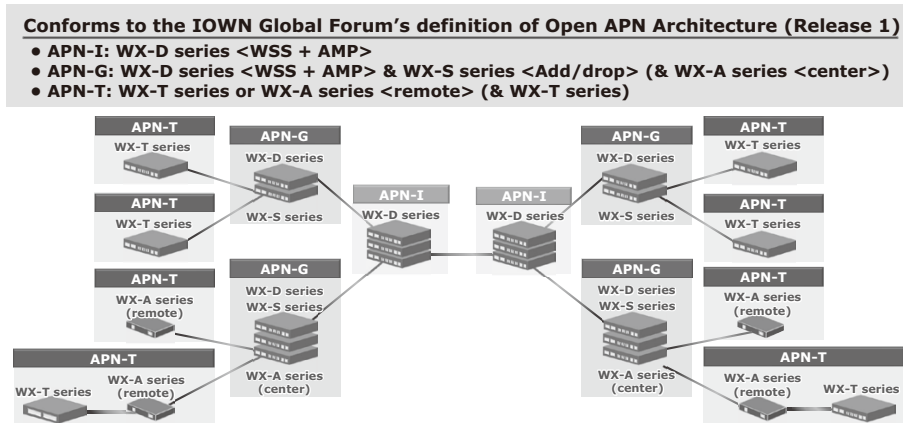 Conforms to the IOWN Global Forum’s definition of Open APN Architecture (Release 1)
• APN-I: WX-D series <WSS + AMP>
• APN-G: WX-D series <WSS + AMP> & WX-S series <Add/drop> (& WX-A series <center>)
• APN-T: WX-T series or WX-A series <remote> (& WX-T series)
APN-T
WX-T series
APN-G
WX-D series
WX-S series
APN-T
WX-T series
APN-I
WX-D series
APN-T
WX-A series
(remote)
APN-G
WX-D series
WX-S series
WX-A series
(center)
APN-T
WX-T series
WX-A series
(remote)
APN-I
WX-D series
APN-G
WX-D series
WX-S series
APN-T
WX-T series
APN-T
WX-T series
APN-G
WX-D series
WX-S series
WX-A series
(center)
APN-T
WX-A series
(remote)
APN-T
WX-A series
(remote)
WX-T series